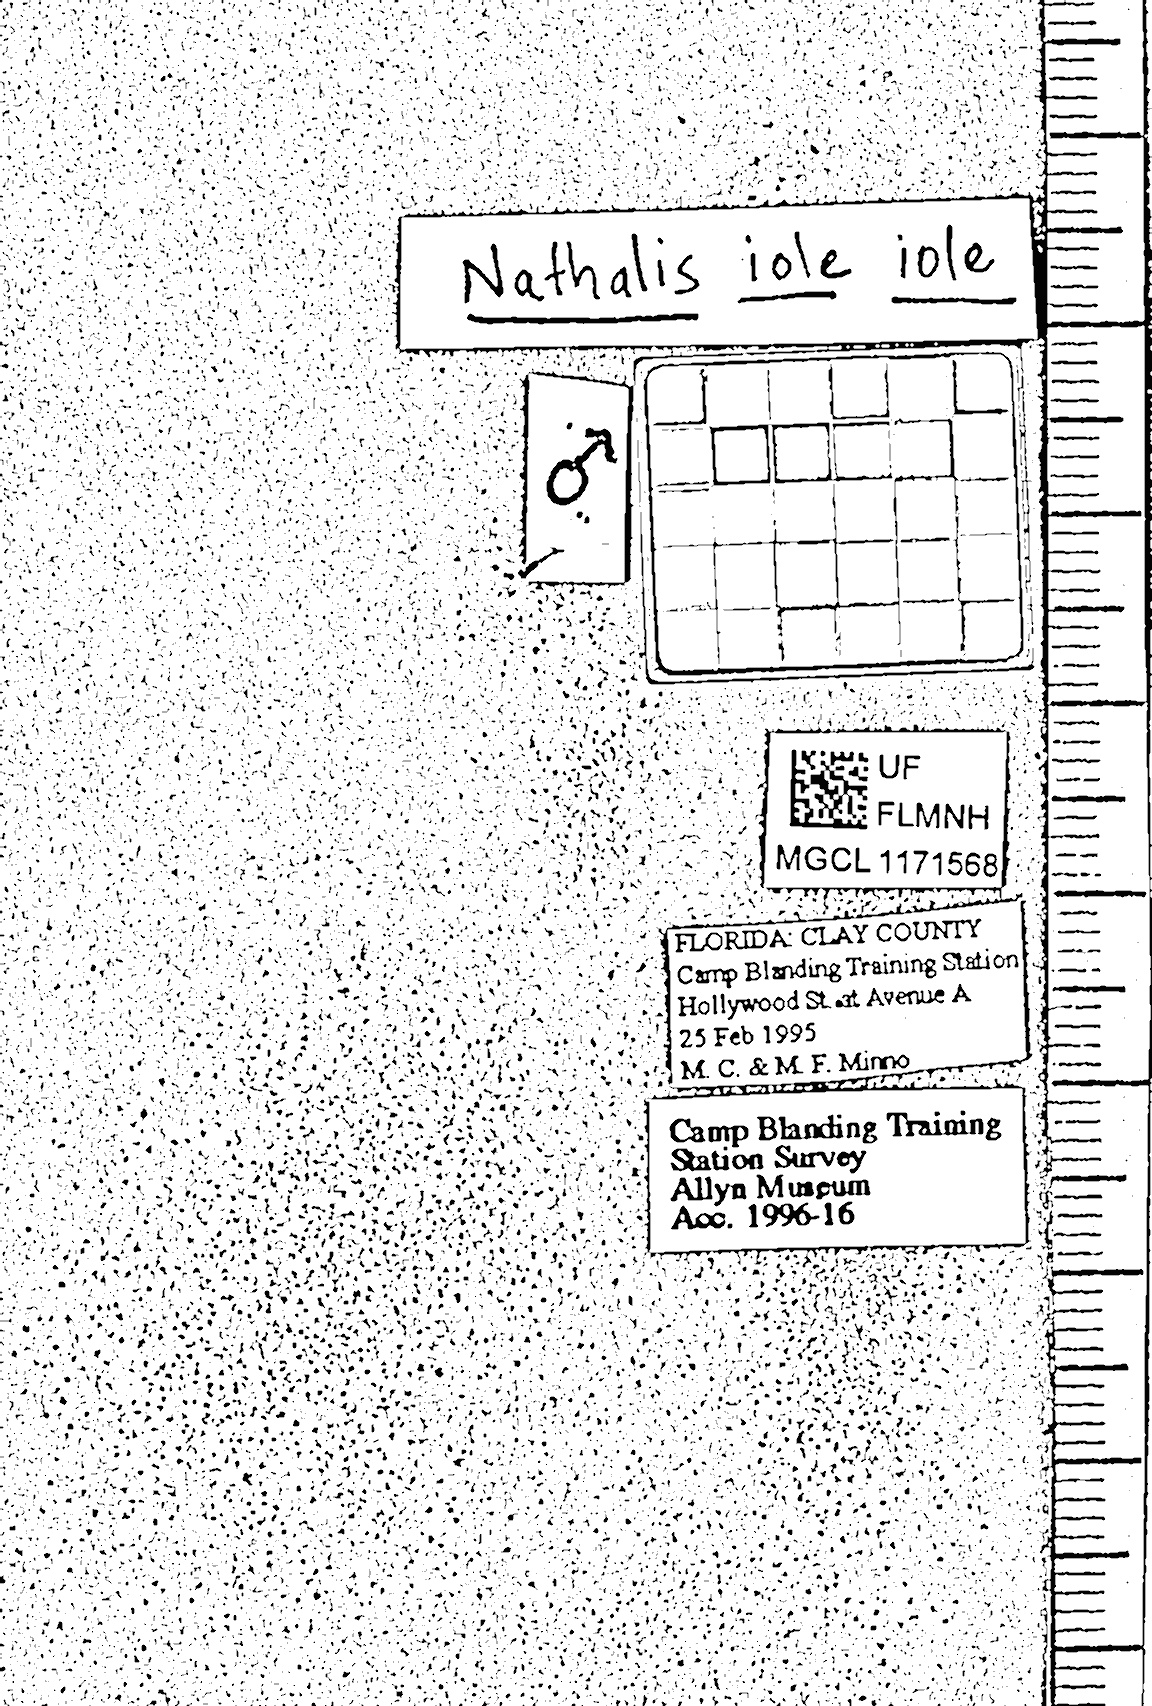 Nathalis iole iole
♂
UF
FLMNH
MGCL 1171568
FLORIDA: CLAY COUNTY
Camp Blanding Training Station
Hollywood St. at Avenue A
25 Feb 1995
M. C. & M. F. Minno
Camp Blanding Training
Station Survey
Allyn Museum
Acc. 1996-16